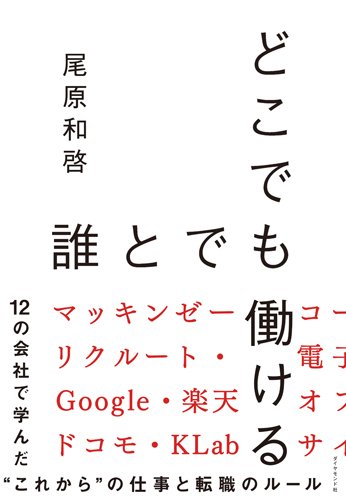 どこでも
誰とでも
働ける
尾原和啓
12の会社で学んだ
“これから”の仕事と転職のルール
マッキンゼー
リクルート・
Google・楽天
ドコモ・KLab
コー
電子
オフ
サイ
ダイヤモンド社